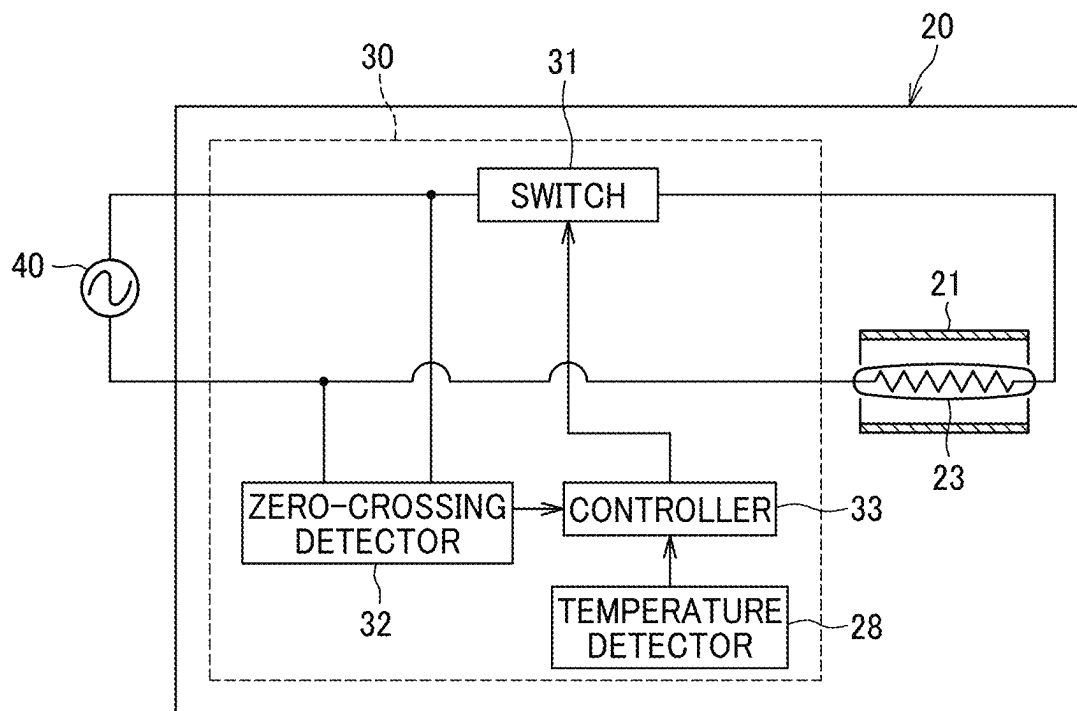 20
30
31
SWITCH
40
21
23
ZERO-CROSSING
DETECTOR
CONTROLLER
33
32
TEMPERATURE
DETECTOR
28